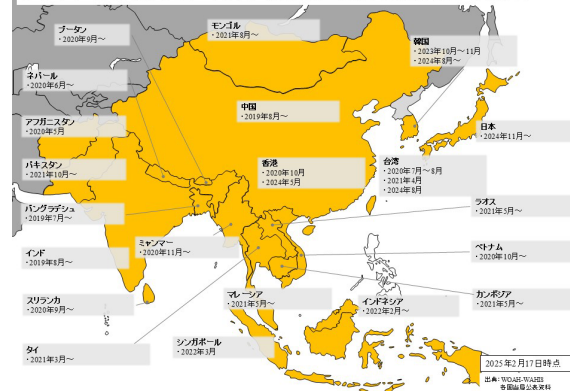 ブータン
・2020年9月～
モンゴル
・2021年8月～
韓国
・2023年10月～11月
・2024年8月～
ネパール
・2020年6月～
中国
・2019年8月～
アフガニスタン
・2020年5月
日本
・2024年11月～
パキスタン
・2021年10月～
香港
・2020年10月
・2024年5月
台湾
・2020年7月～8月
・2021年4月
・2024年8月
バングラデシュ
・2019年7月～
ラオス
・2021年5月～
ミャンマー
・2020年11月～
ベトナム
・2020年10月～
インド
・2019年8月～
スリランカ
・2020年9月～
マレーシア
・2021年5月～
インドネシア
・2022年2月～
カンボジア
・2021年5月～
タイ
・2021年3月～
シンガポール
・2022年3月
2025年2月17日時点
出典：WOAH-WAHIS
各国当局公表資料